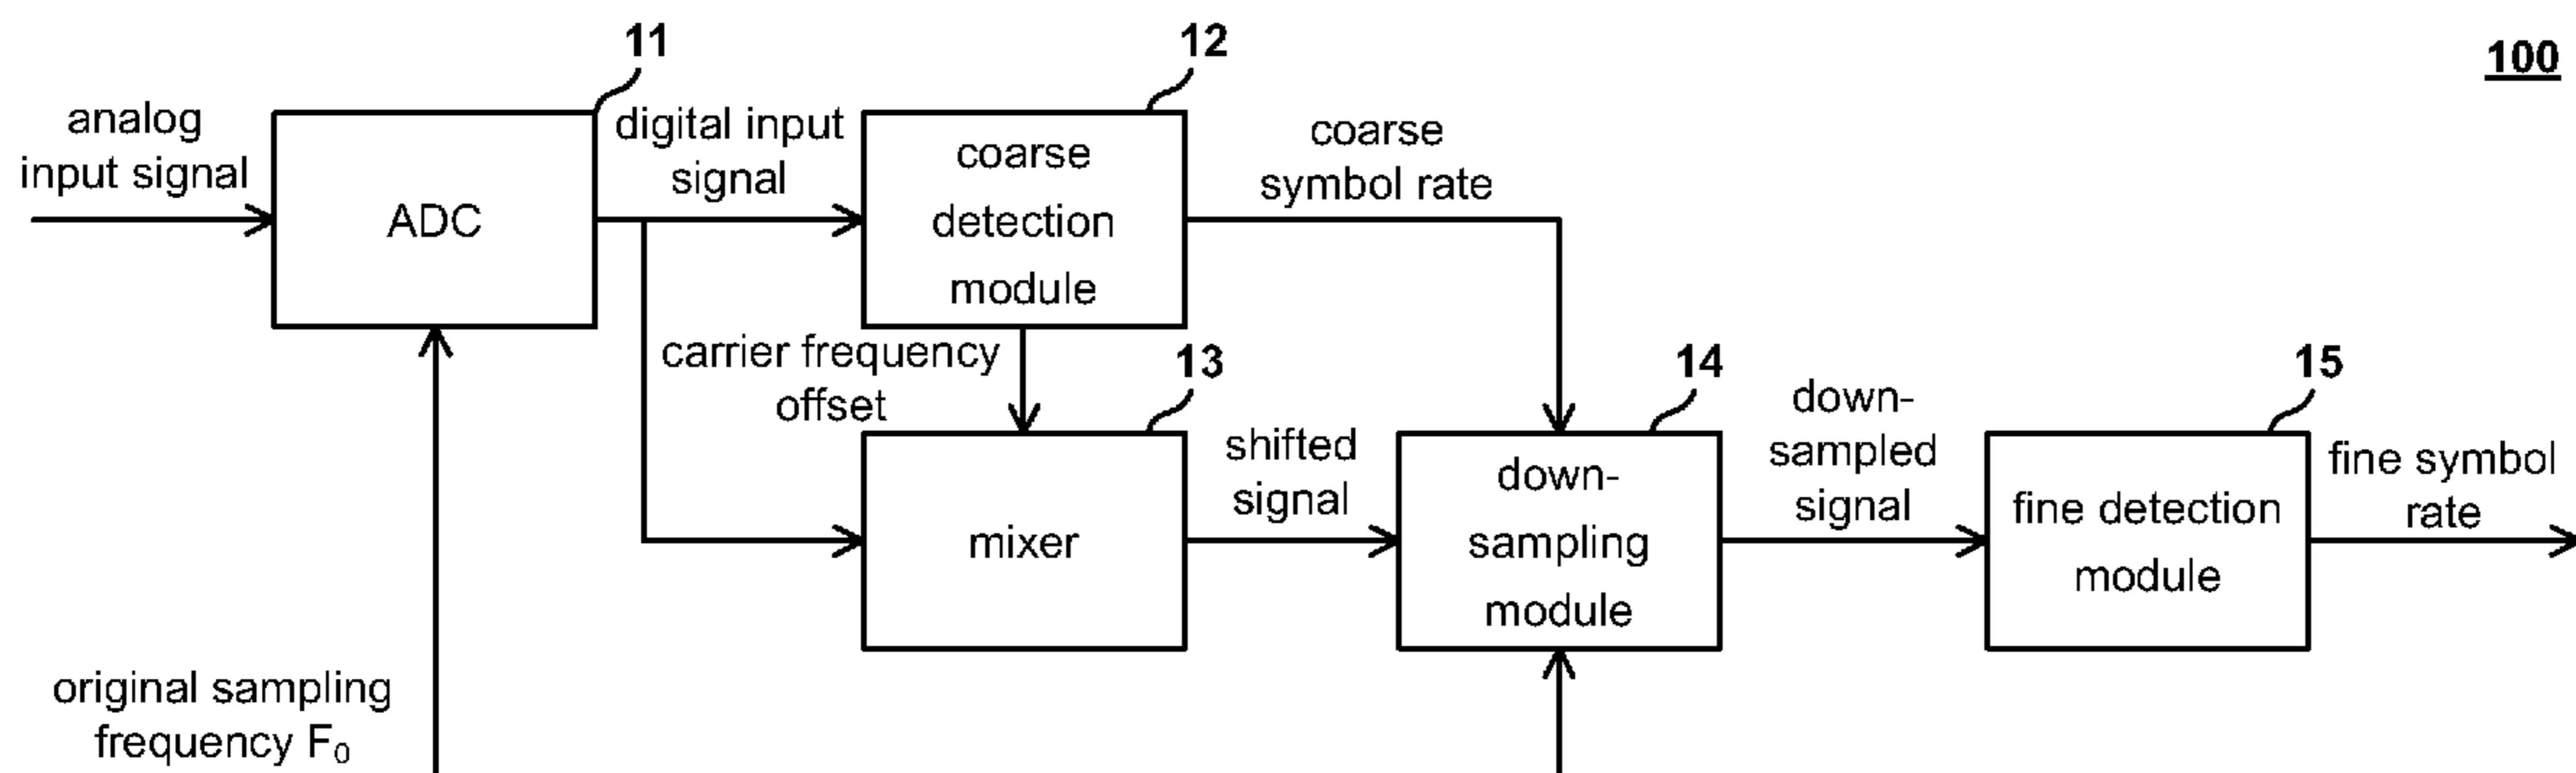 100
11
12
analog
input signal
ADC
digital input
signal
coarse
detection
module
coarse
symbol rate
carrier frequency
offset
13
14
15
mixer
shifted
signal
down-
sampling
module
down-
sampled
signal
fine detection
module
fine symbol
rate
original sampling
frequency F₀